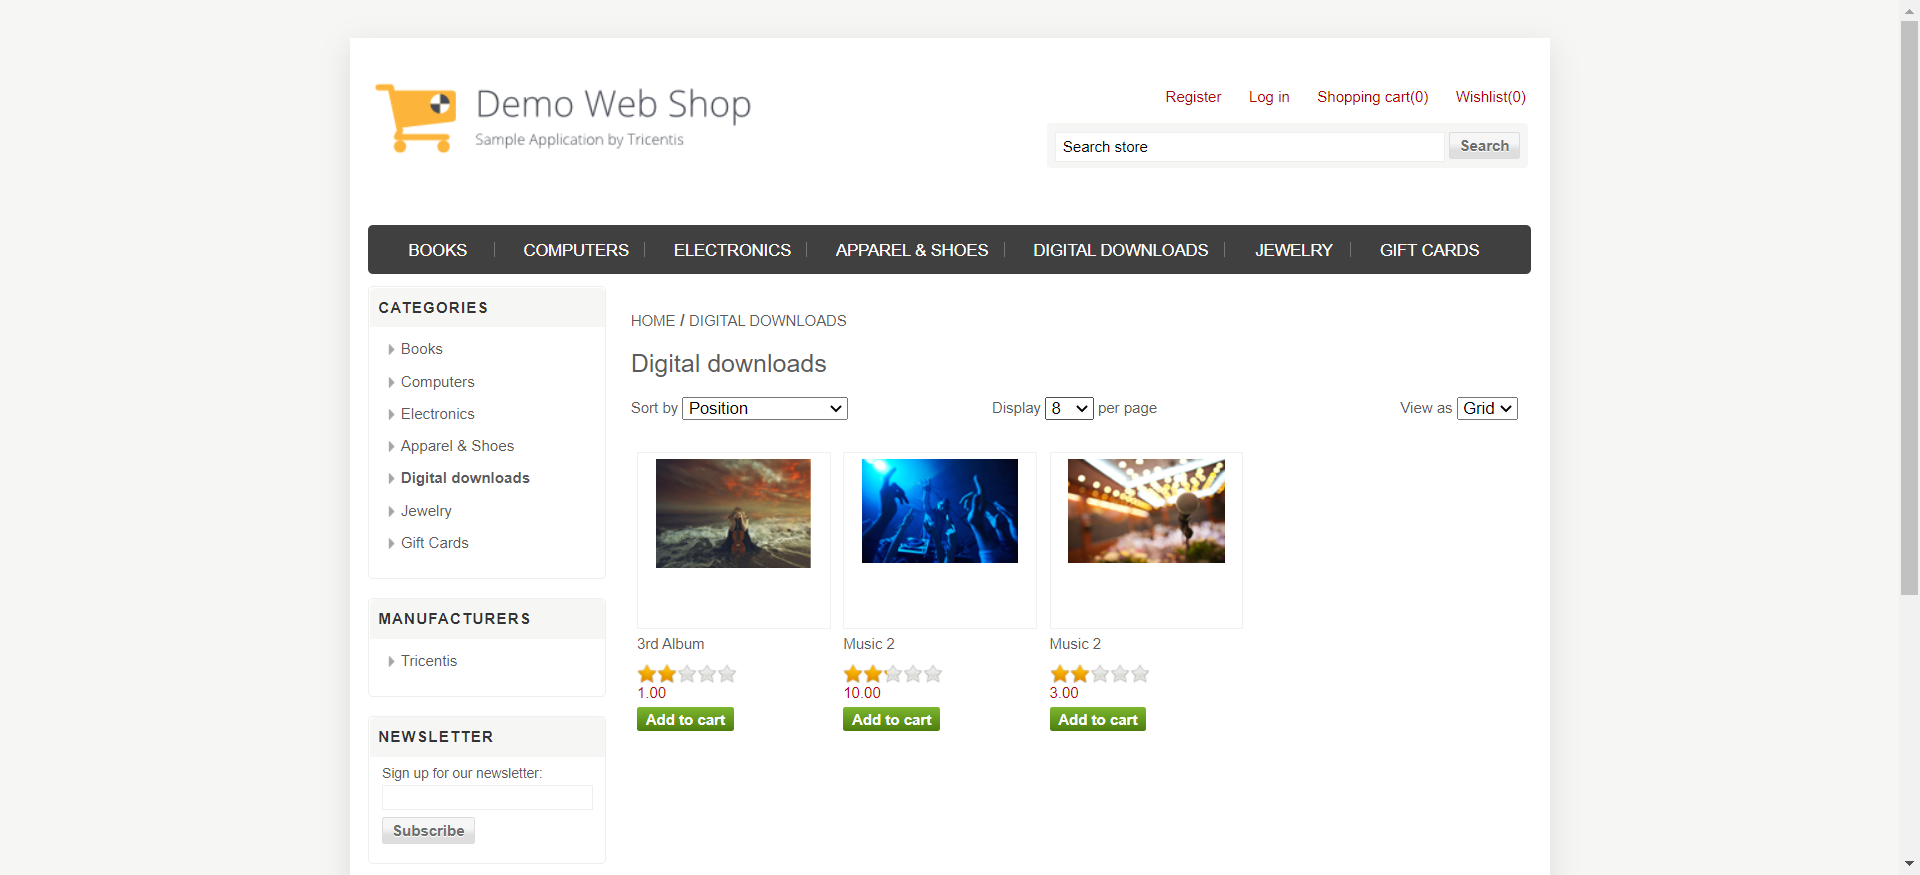 Demo Web Shop
Sample Application by Tricentis
Register Log in Shopping cart(0) Wishlist(0)
Search store Search
BOOKS COMPUTERS ELECTRONICS APPAREL & SHOES DIGITAL DOWNLOADS JEWELRY GIFT CARDS
CATEGORIES
Books
Computers
Electronics
Apparel & Shoes
Digital downloads
Jewelry
Gift Cards
MANUFACTURERS
Tricentis
NEWSLETTER
Sign up for our newsletter:
Subscribe
HOME / DIGITAL DOWNLOADS
Digital downloads
Sort by Position Display 8 per page View as Grid
3rd Album
1.00
Add to cart
Music 2
10.00
Add to cart
Music 2
3.00
Add to cart